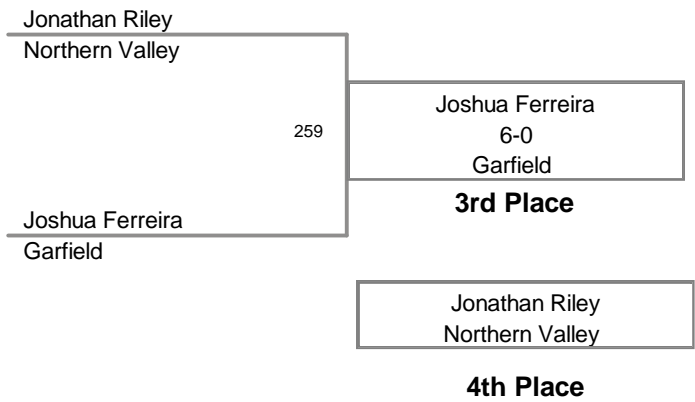 Jonathan Riley
Northern Valley
Joshua Ferreira
259
6-0
Garfield
3rd Place
Joshua Ferreira
Garfield
Jonathan Riley
Northern Valley
4th Place